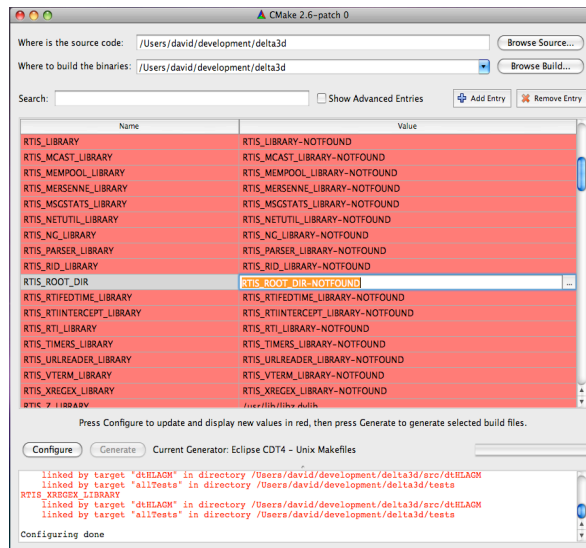 CMake 2.6-patch 0
Where is the source code: /Users/david/development/delta3d Browse Source...
Where to build the binaries: /Users/david/development/delta3d Browse Build...
Search: Show Advanced Entries Add Entry Remove Entry
Name Value
RTIS_LIBRARY RTIS_LIBRARY-NOTFOUND
RTIS_MCAST_LIBRARY RTIS_MCAST_LIBRARY-NOTFOUND
RTIS_MEMPOOL_LIBRARY RTIS_MEMPOOL_LIBRARY-NOTFOUND
RTIS_MERSENNE_LIBRARY RTIS_MERSENNE_LIBRARY-NOTFOUND
RTIS_MSGSTATS_LIBRARY RTIS_MSGSTATS_LIBRARY-NOTFOUND
RTIS_NETUTIL_LIBRARY RTIS_NETUTIL_LIBRARY-NOTFOUND
RTIS_NG_LIBRARY RTIS_NG_LIBRARY-NOTFOUND
RTIS_PARSER_LIBRARY RTIS_PARSER_LIBRARY-NOTFOUND
RTIS_RID_LIBRARY RTIS_RID_LIBRARY-NOTFOUND
RTIS_ROOT_DIR RTIS_ROOT_DIR-NOTFOUND ...
RTIS_RTIFEDTIME_LIBRARY RTIS_RTIFEDTIME_LIBRARY-NOTFOUND
RTIS_RTIINTERCEPT_LIBRARY RTIS_RTIINTERCEPT_LIBRARY-NOTFOUND
RTIS_RTI_LIBRARY RTIS_RTI_LIBRARY-NOTFOUND
RTIS_TIMERS_LIBRARY RTIS_TIMERS_LIBRARY-NOTFOUND
RTIS_URLREADER_LIBRARY RTIS_URLREADER_LIBRARY-NOTFOUND
RTIS_VTERM_LIBRARY RTIS_VTERM_LIBRARY-NOTFOUND
RTIS_XREGEX_LIBRARY RTIS_XREGEX_LIBRARY-NOTFOUND
RTIS_Z_LIBRARY /usr/lib/libz.dylib
Press Configure to update and display new values in red, then press Generate to generate selected build files.
Configure Generate Current Generator: Eclipse CDT4 - Unix Makefiles
linked by target "dtHLAGM" in directory /Users/david/development/delta3d/src/dtHLAGM
linked by target "allTests" in directory /Users/david/development/delta3d/tests
RTIS_XREGEX_LIBRARY
linked by target "dtHLAGM" in directory /Users/david/development/delta3d/src/dtHLAGM
linked by target "allTests" in directory /Users/david/development/delta3d/tests
Configuring done